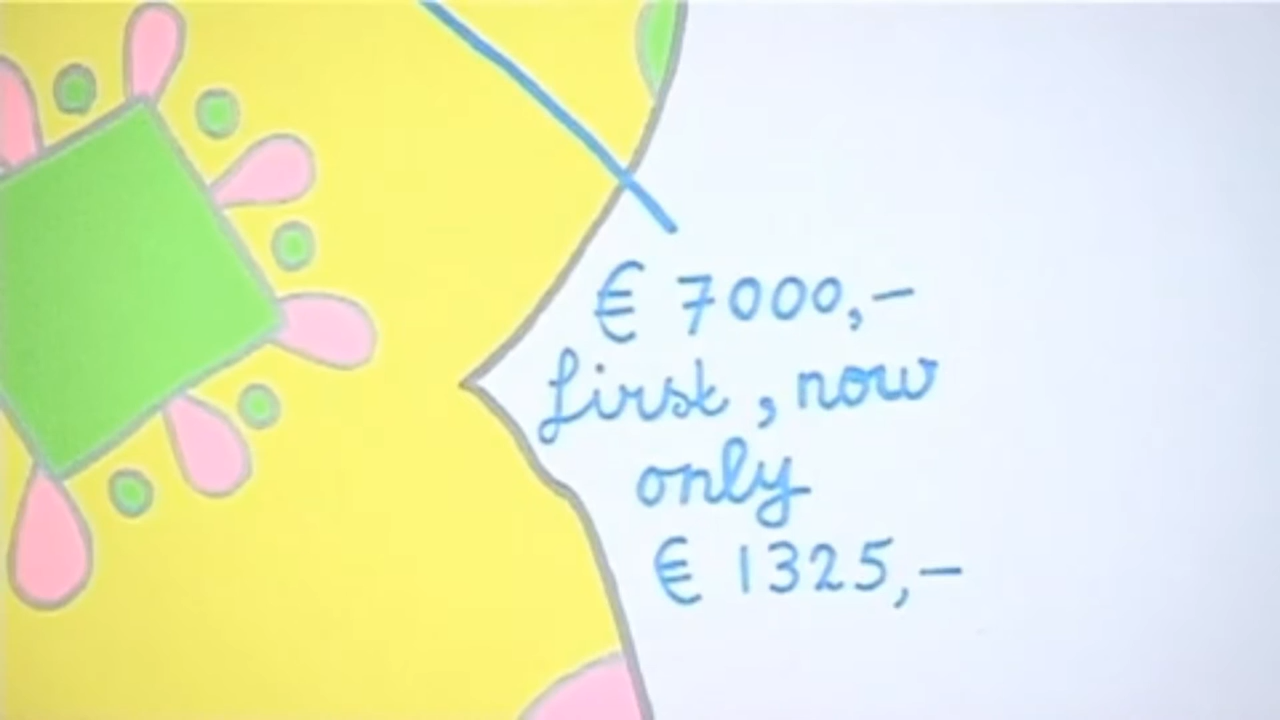 € 7000,-
first, now
only
€ 1325,-